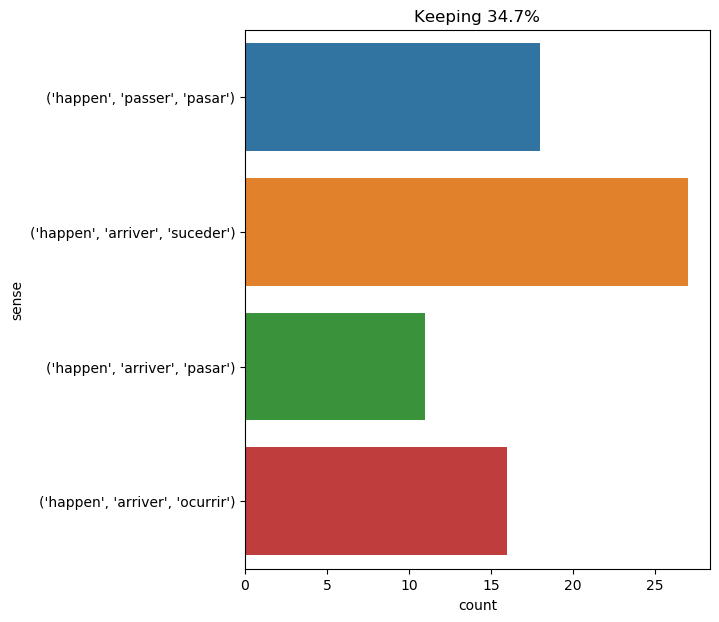 Keeping 34.7%
('happen', 'passer', 'pasar')
('happen', 'arriver', 'suceder')
('happen', 'arriver', 'pasar')
('happen', 'arriver', 'ocurrir')
sense
0 5 10 15 20 25
count